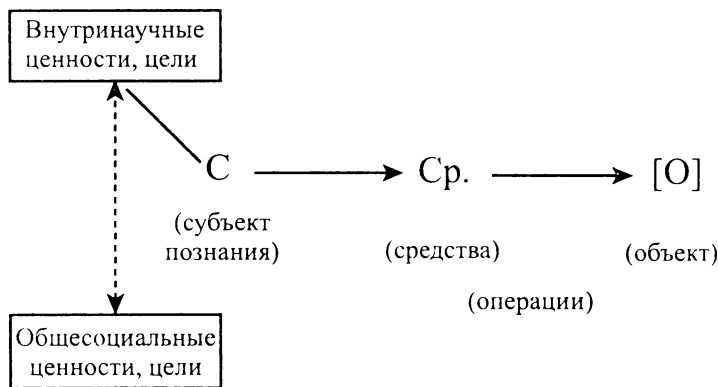 Внутринаучные
ценности, цели
С
Ср.
[О]
(субъект
познания)
(средства)
(объект)
(операции)
Общесоциальные
ценности, цели